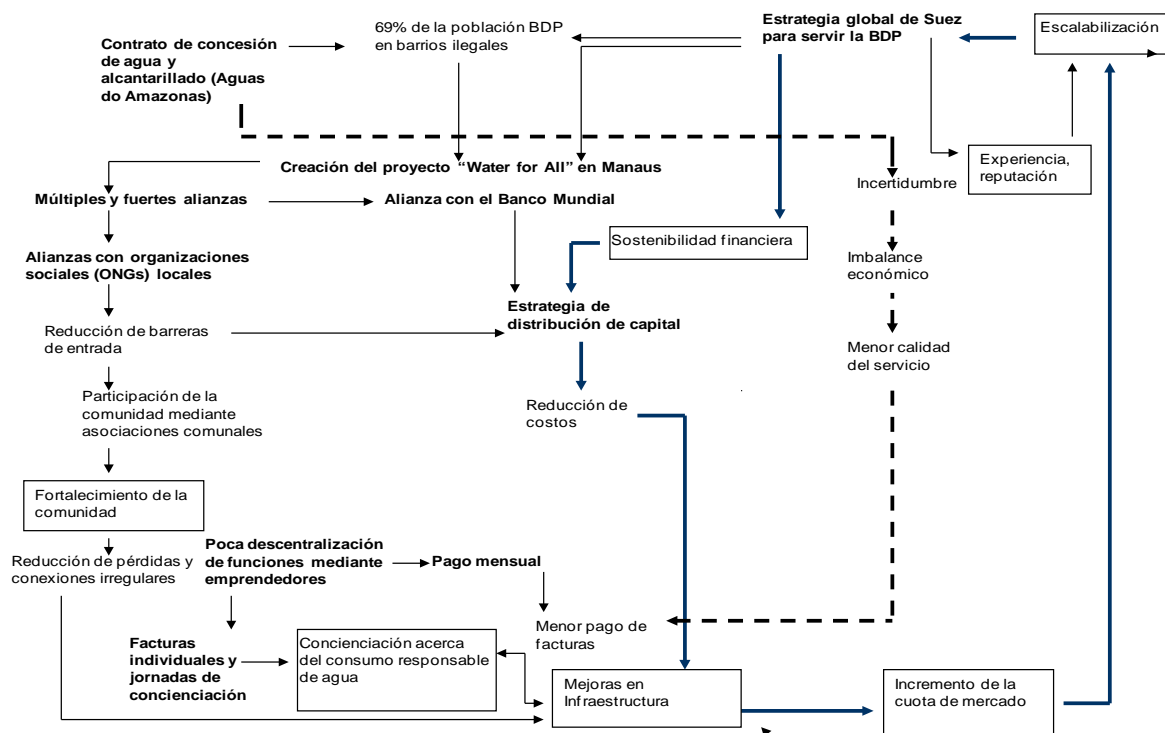 69% de la población BDP
en barrios ilegales
Estrategia global de Suez
para servir la BDP
Escalabilización
Contrato de concesión
de agua y
alcantarillado (Aguas
do Amazonas)
Creación del proyecto “Water for All” en Manaus
Experiencia,
reputación
Incertidumbre
Múltiples y fuertes alianzas
Alianza con el Banco Mundial
Sostenibilidad financiera
Alianzas con organizaciones
sociales (ONGs) locales
Imbalance
económico
Estrategia de
distribución de capital
Reducción de barreras
de entrada
Menor calidad
del servicio
Participación de la
comunidad mediante
asociaciones comunales
Reducción de
costos
Fortalecimiento de la
comunidad
Reducción de pérdidas y
conexiones irregulares
Poca descentralización
de funciones mediante
emprendedores
Pago mensual
Menor pago de
facturas
Facturas
individuales y
jornadas de
concienciación
Concienciación acerca
del consumo responsable
de agua
Mejoras en
Infraestructura
Incremento de la
cuota de mercado